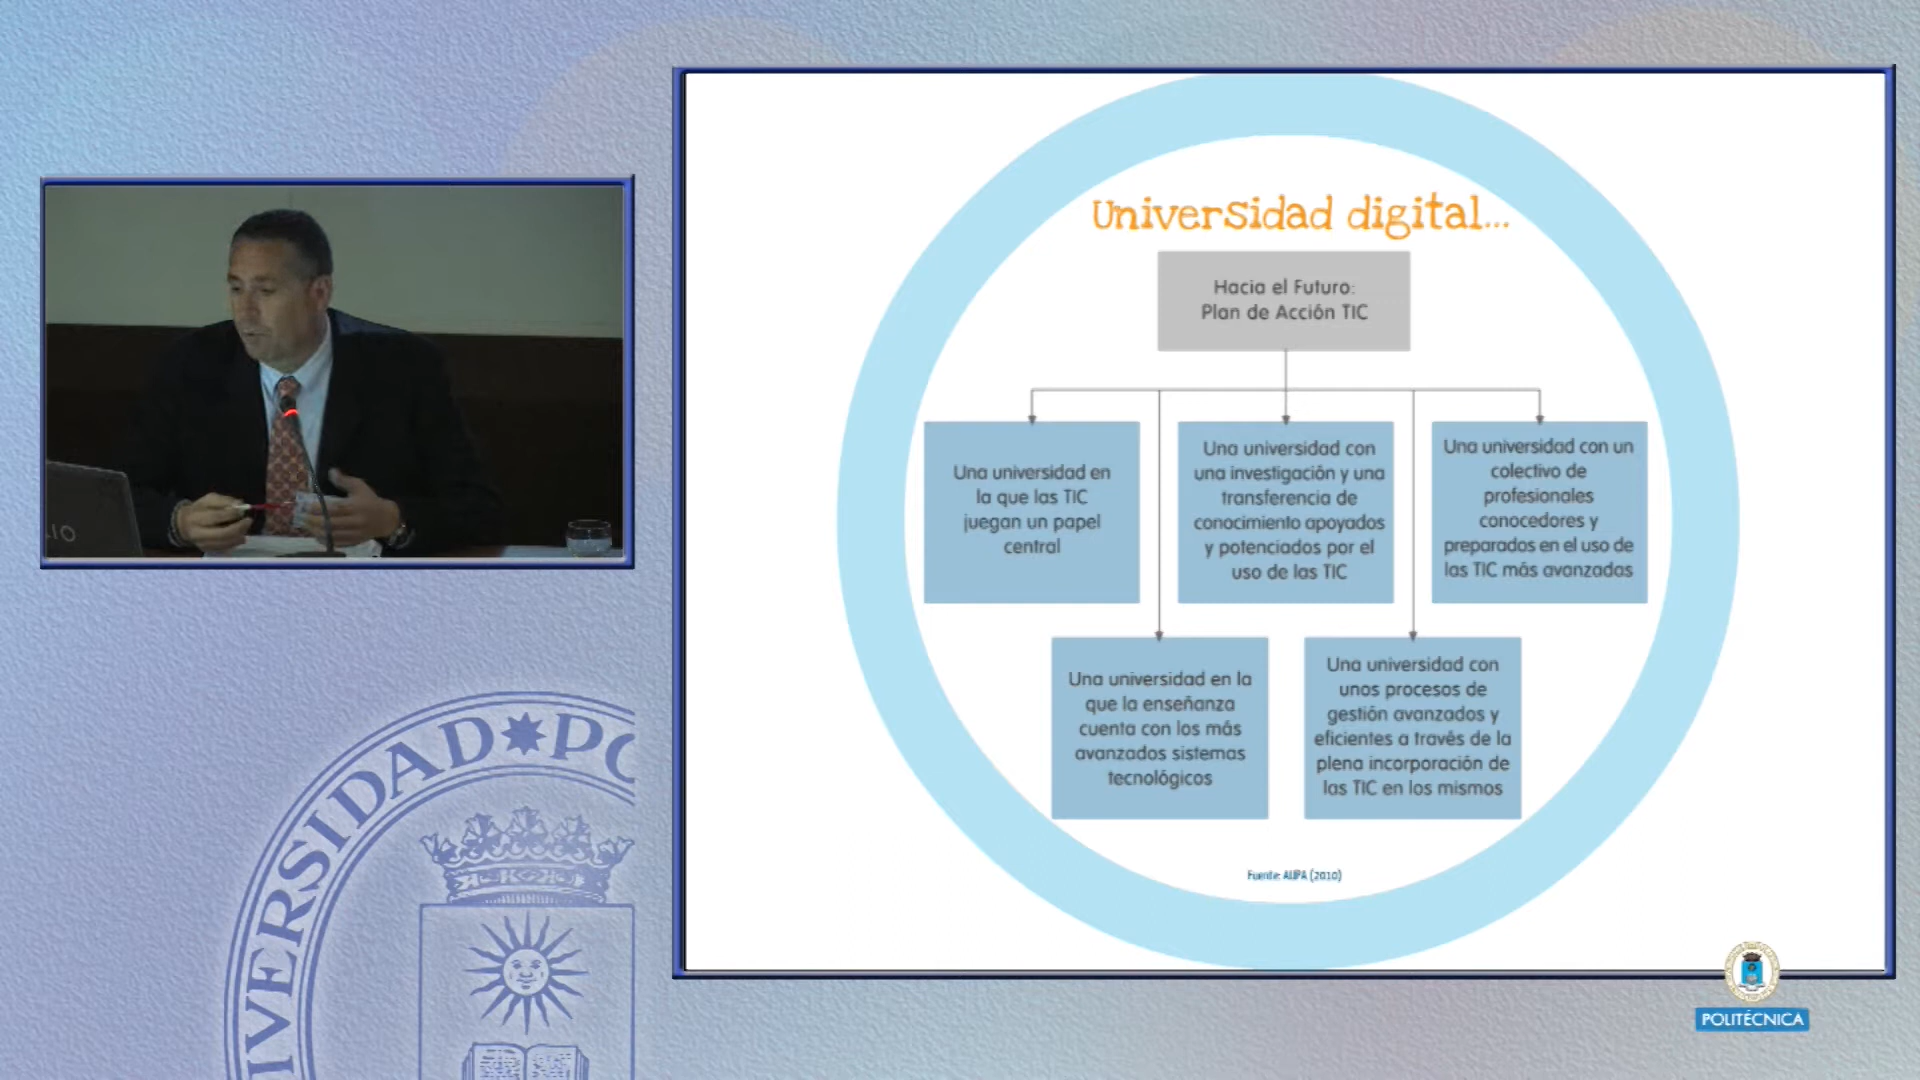 Universidad digital...
Hacia el Futuro:
Plan de Acción TIC
Una universidad en
la que las TIC
juegan un papel
central
Una universidad con
una investigación y una
transferencia de
conocimiento apoyados
y potenciados por el
uso de las TIC
Una universidad con un
colectivo de
profesionales
conocedores y
preparados en el uso de
las TIC más avanzadas
Una universidad en la
que la enseñanza
cuenta con los más
avanzados sistemas
tecnológicos
Una universidad con
unos procesos de
gestión avanzados y
eficientes a través de la
plena incorporación de
las TIC en los mismos
Fuente: AUPA (2010)
IVERSIDAD PO
POLITÉCNICA